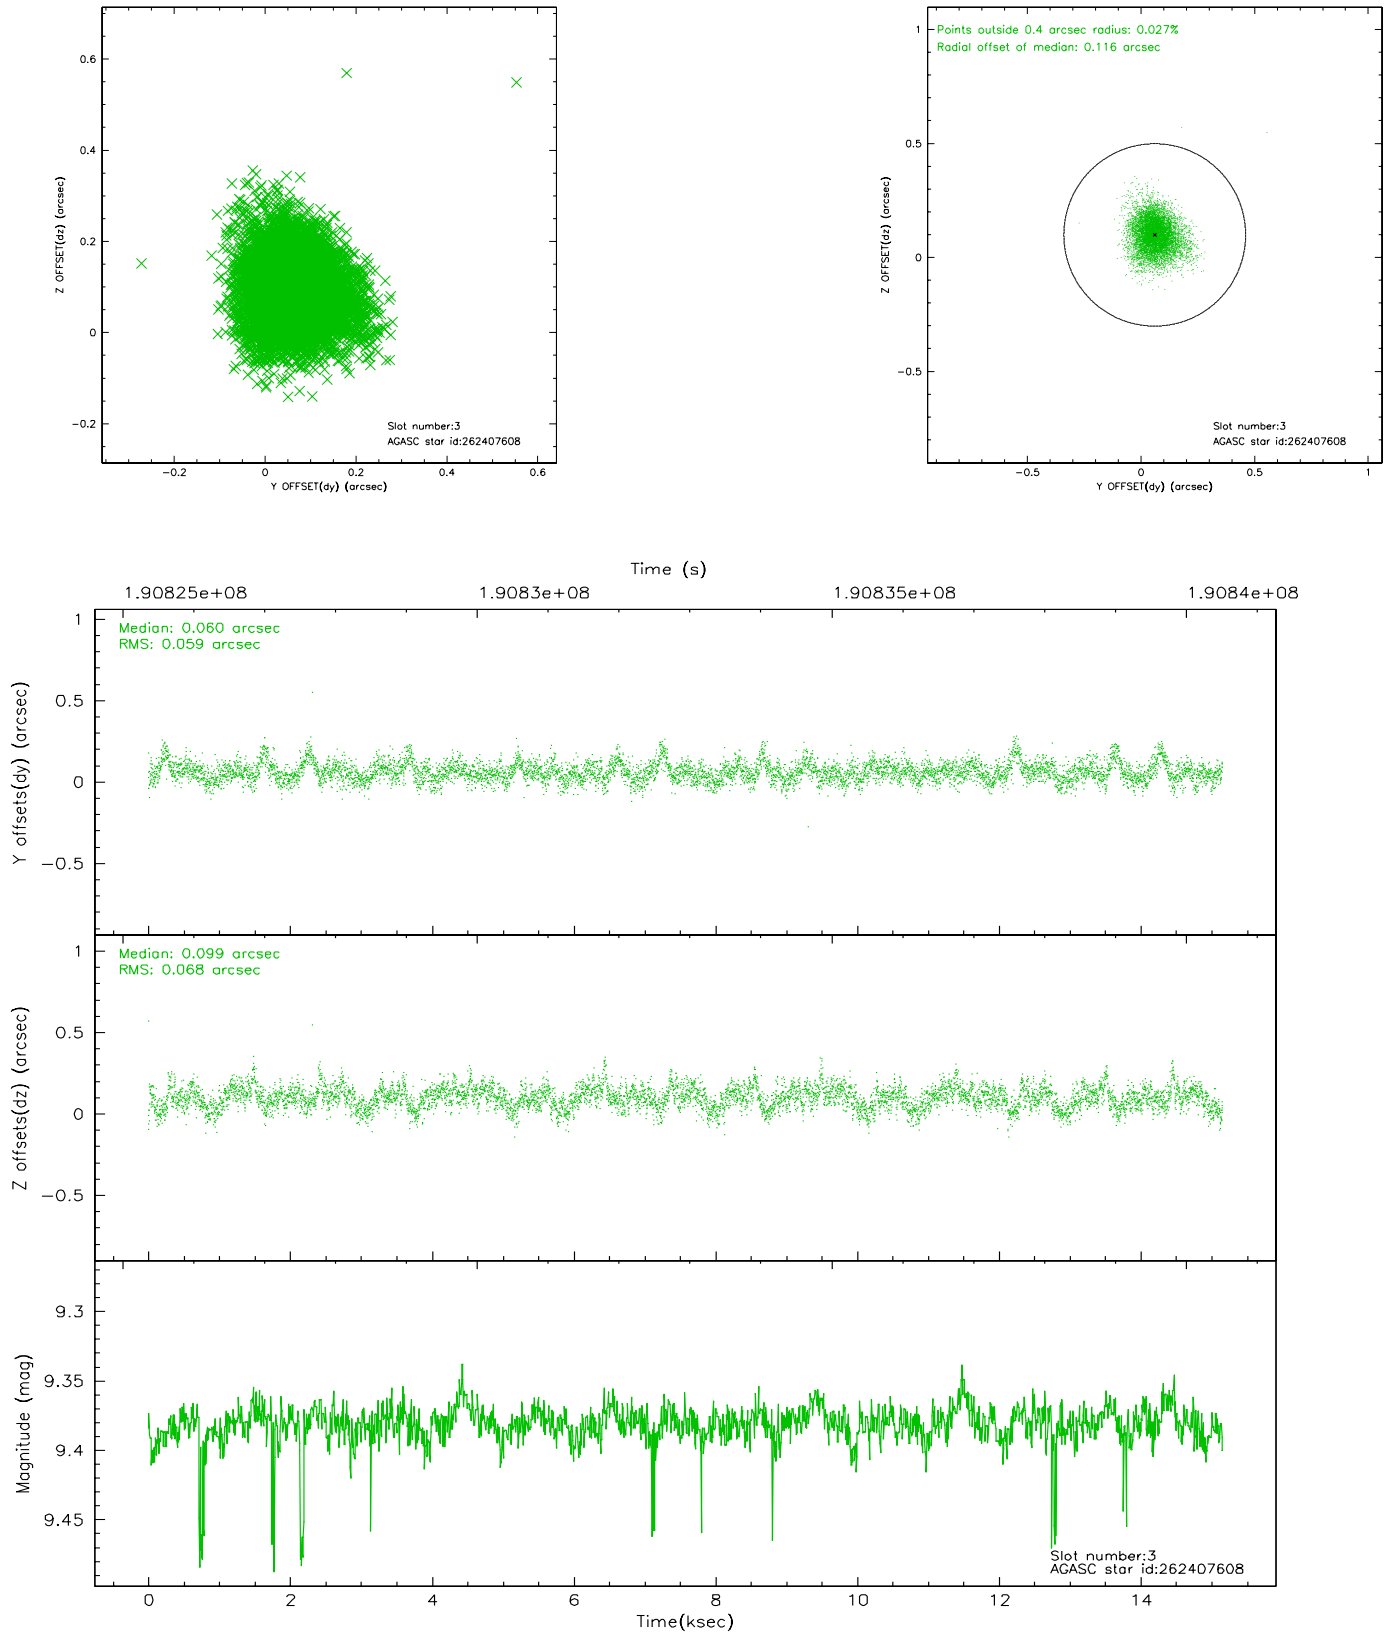 0.6
0.4
0.2
0
−0.2
Z OFFSET(dz) (arcsec)
Slot number:3
AGASC star id:262407608
−0.2 0 0.2 0.4 0.6
Y OFFSET(dy) (arcsec)
Points outside 0.4 arcsec radius: 0.027%
Radial offset of median: 0.116 arcsec
1
0.5
0
−0.5
Z OFFSET(dz) (arcsec)
Slot number:3
AGASC star id:262407608
−0.5 0 0.5 1
Y OFFSET(dy) (arcsec)
Time (s)
1.90825e+08 1.9083e+08 1.90835e+08 1.9084e+08
Median: 0.060 arcsec
RMS: 0.059 arcsec
1
0.5
0
−0.5
Y offsets(dy) (arcsec)
Median: 0.099 arcsec
RMS: 0.068 arcsec
1
0.5
0
−0.5
Z offsets(dz) (arcsec)
9.3
9.35
9.4
9.45
Magnitude (mag)
Slot number:3
AGASC star id:262407608
0 2 4 6 8 10 12 14
Time(ksec)